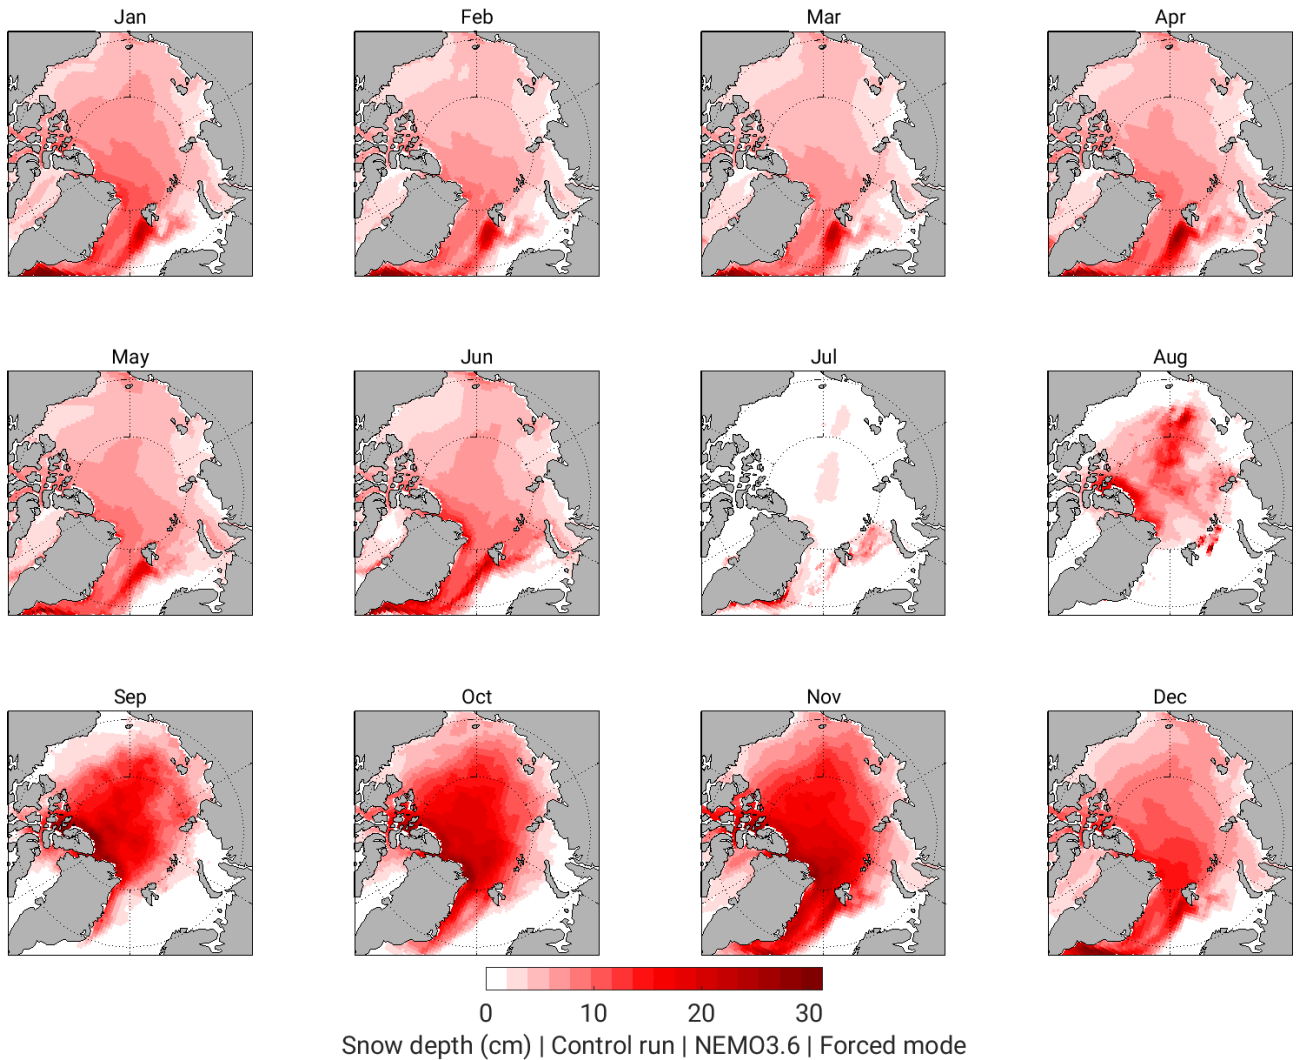 Jan Feb Mar Apr
May Jun Jul Aug
Sep Oct Nov Dec
0 10 20 30
Snow depth (cm) | Control run | NEMO3.6 | Forced mode